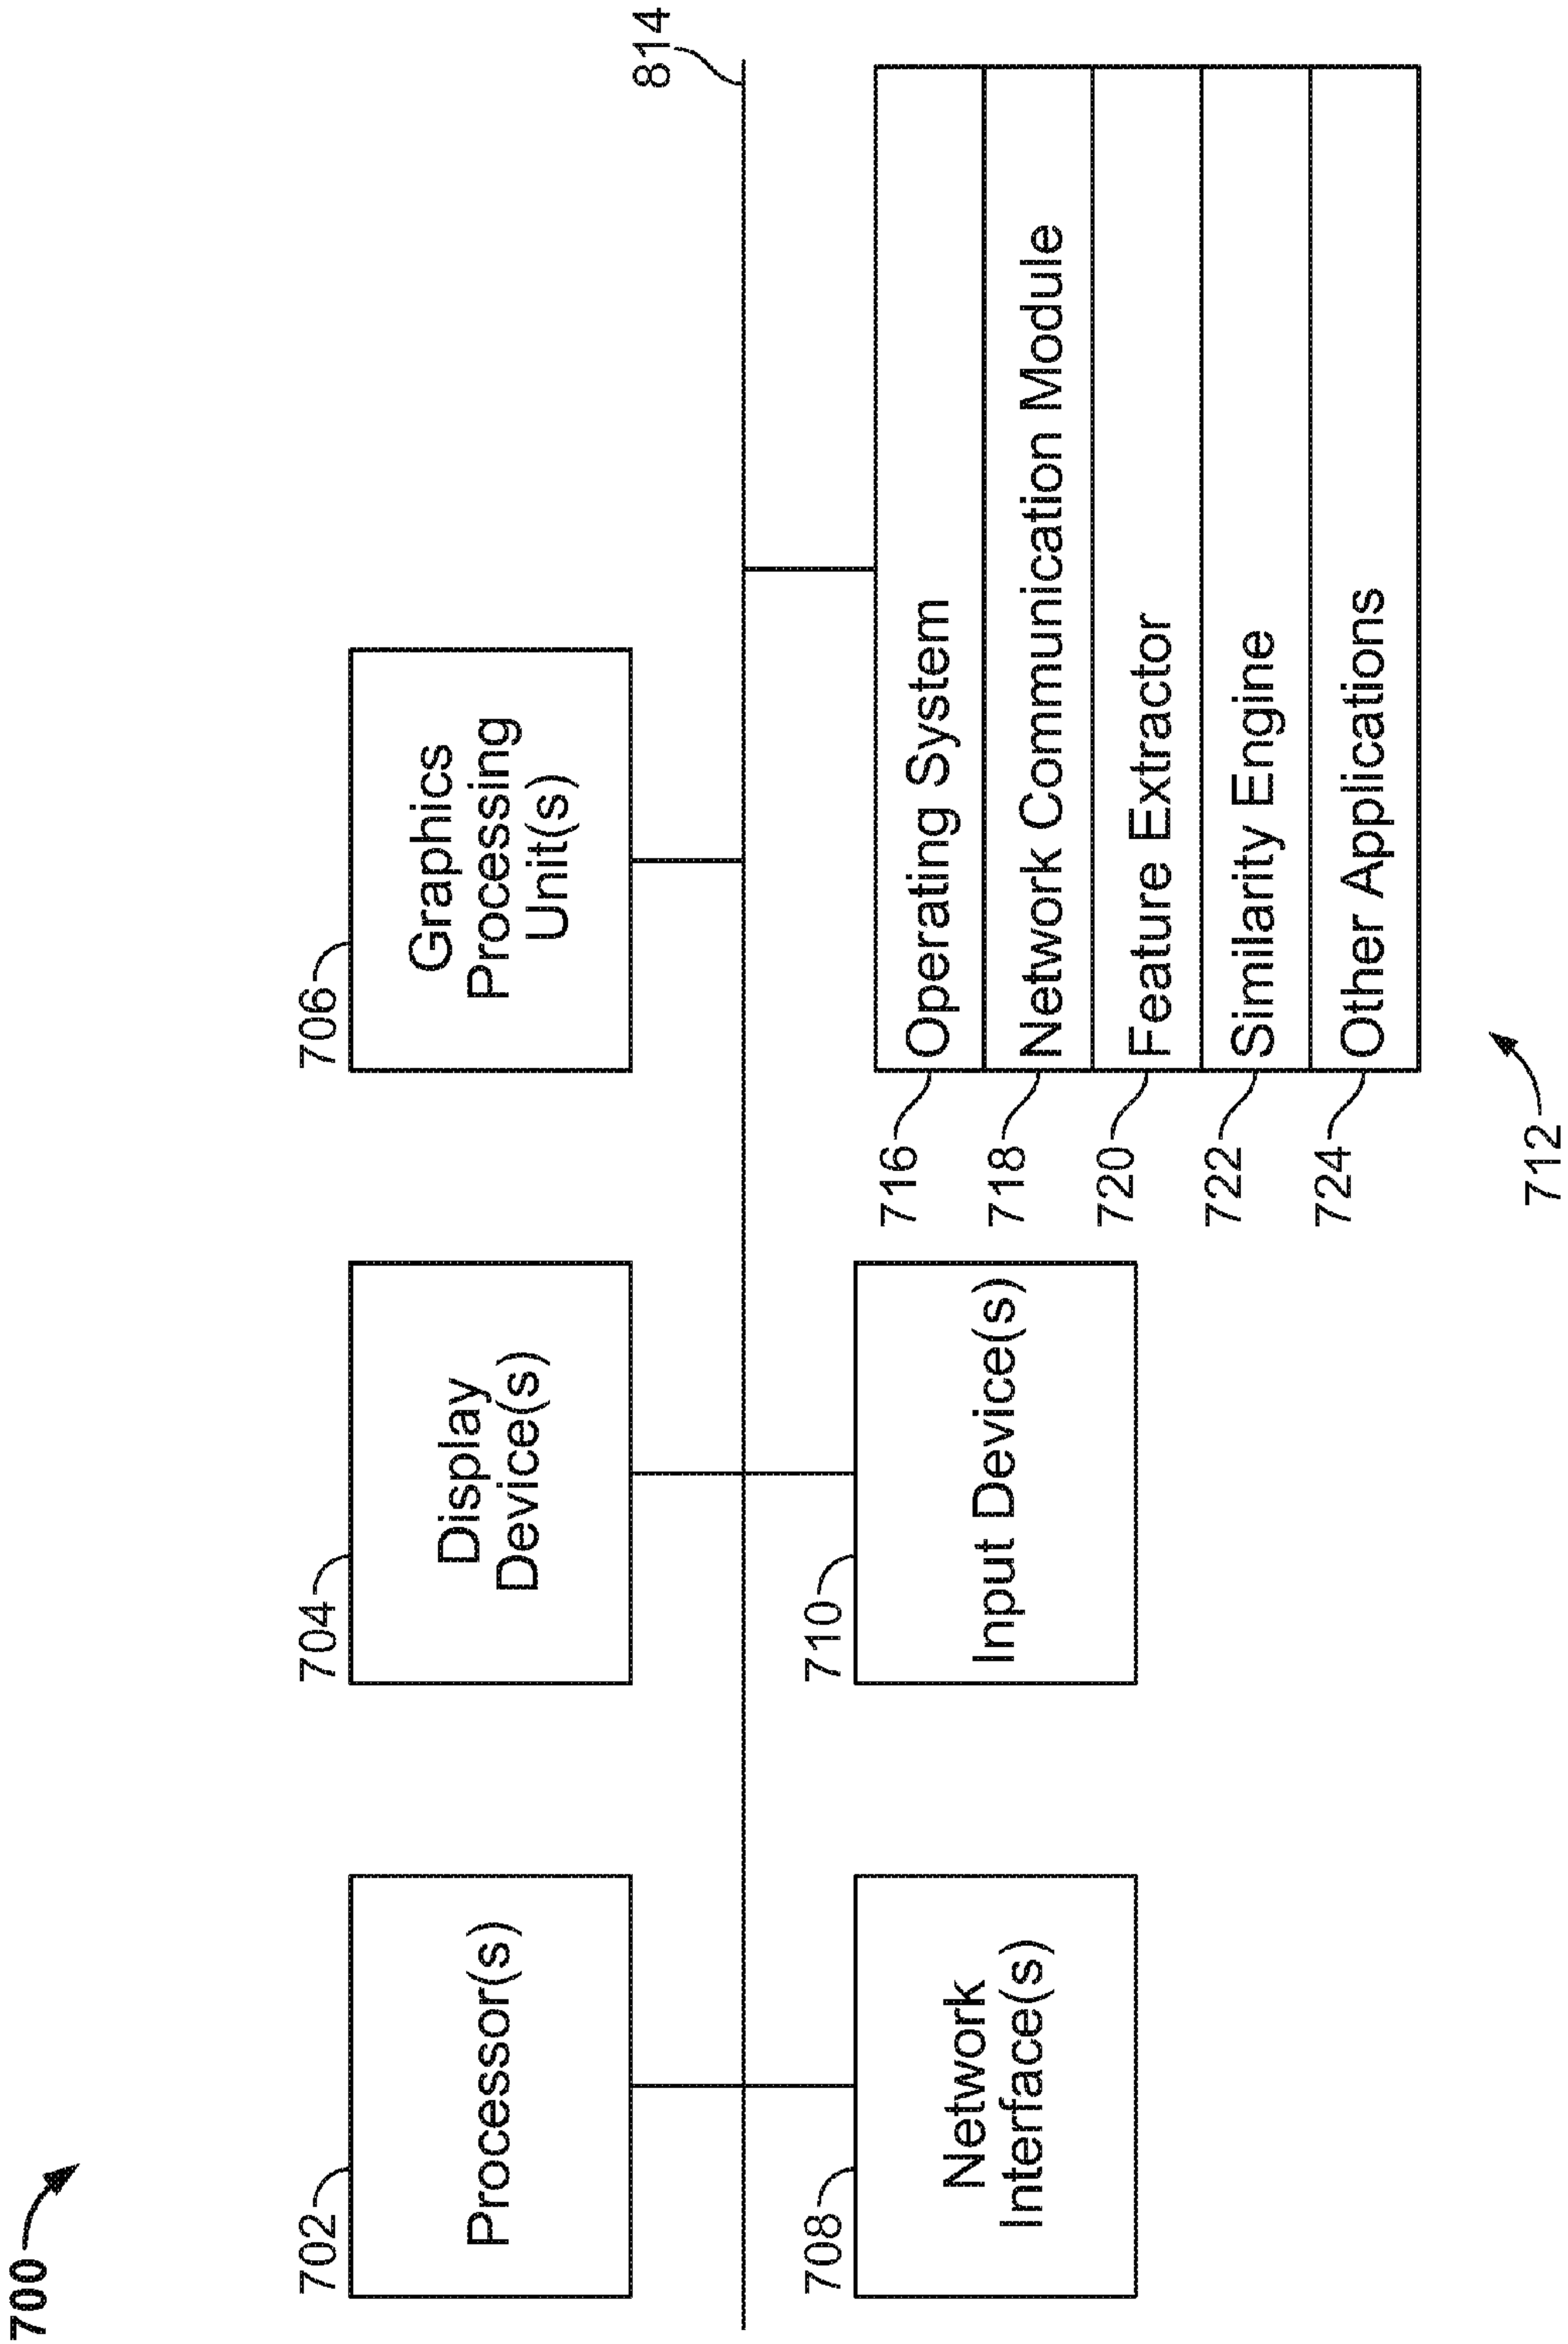 700
702
Processor(s)
704
Display
Device(s)
706
Graphics
Processing
Unit(s)
814
708
Network
Interface(s)
710
Input Device(s)
716
Operating System
718
Network Communication Module
720
Feature Extractor
722
Similarity Engine
724
Other Applications
712